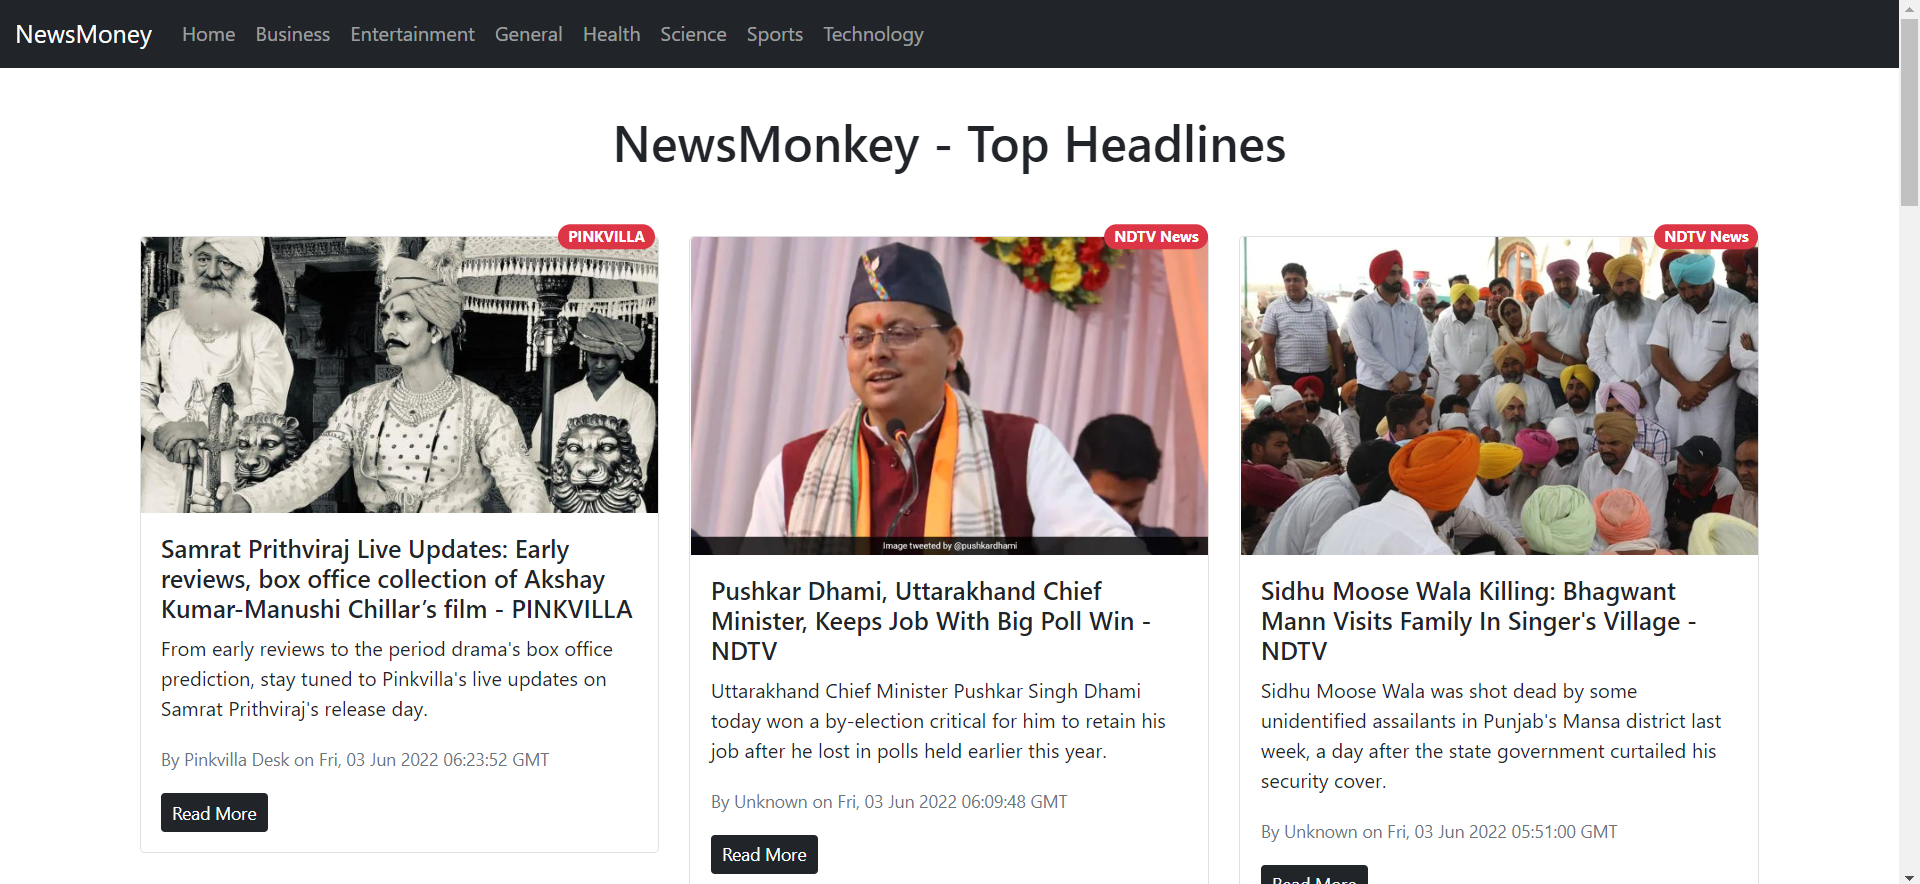 NewsMoney Home Business Entertainment General Health Science Sports Technology
NewsMonkey - Top Headlines
PINKVILLA
Samrat Prithviraj Live Updates: Early
reviews, box office collection of Akshay
Kumar-Manushi Chillar’s film - PINKVILLA
From early reviews to the period drama's box office
prediction, stay tuned to Pinkvilla's live updates on
Samrat Prithviraj's release day.
By Pinkvilla Desk on Fri, 03 Jun 2022 06:23:52 GMT
Read More
NDTV News
Image tweeted by @pushkardhami
Pushkar Dhami, Uttarakhand Chief
Minister, Keeps Job With Big Poll Win -
NDTV
Uttarakhand Chief Minister Pushkar Singh Dhami
today won a by-election critical for him to retain his
job after he lost in polls held earlier this year.
By Unknown on Fri, 03 Jun 2022 06:09:48 GMT
Read More
NDTV News
Sidhu Moose Wala Killing: Bhagwant
Mann Visits Family In Singer's Village -
NDTV
Sidhu Moose Wala was shot dead by some
unidentified assailants in Punjab's Mansa district last
week, a day after the state government curtailed his
security cover.
By Unknown on Fri, 03 Jun 2022 05:51:00 GMT
Read More